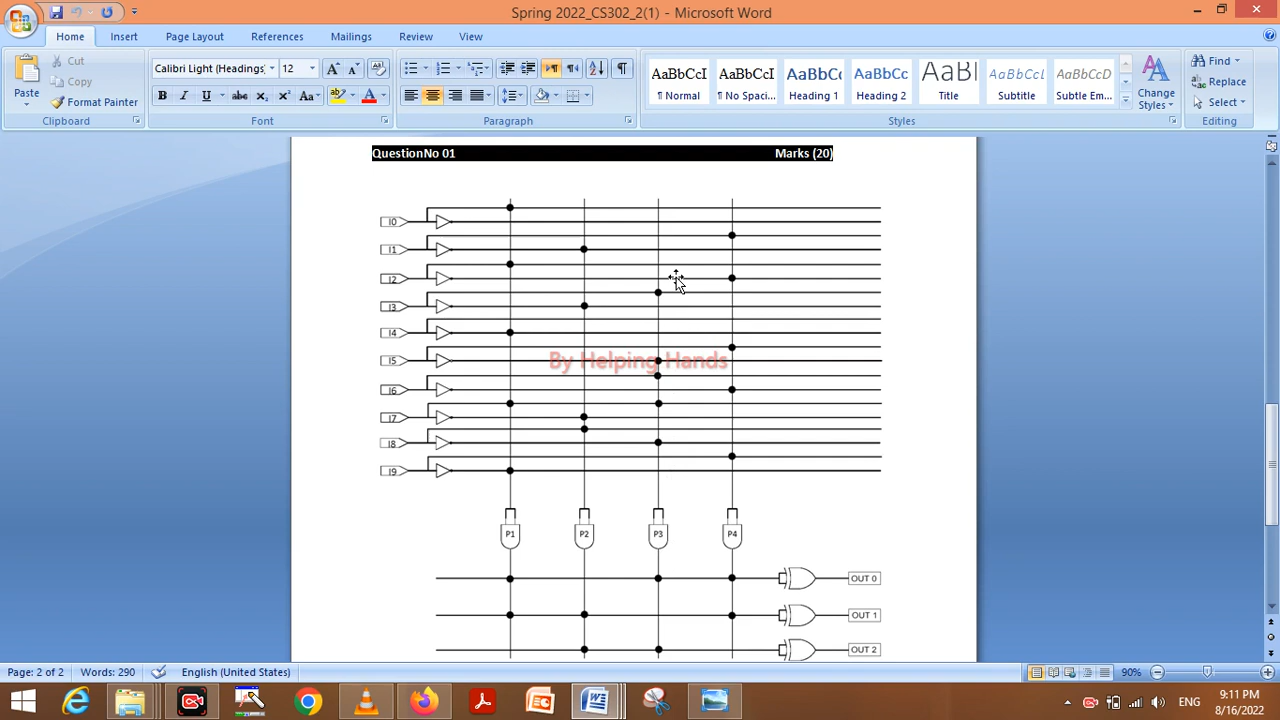 Spring 2022_CS302_2(1) - Microsoft Word
Home Insert Page Layout References Mailings Review View
Paste Cut Copy Format Painter
Calibri Light (Headings 12
AaBbCcI AaBbCcI AaBbC AaBbCc AaBl AaBbCcI AaBbCcD
¶ Normal ¶ No Spaci... Heading 1 Heading 2 Title Subtitle Subtle Em...
Change Styles
Find Replace Select
Clipboard Font Paragraph Styles Editing
QuestionNo 01 Marks (20)
I0
I1
I2
I3
I4
I5
By Helping Hands
I6
I7
I8
I9
P1 P2 P3 P4
OUT 0
OUT 1
OUT 2
Page: 2 of 2 Words: 290 English (United States) 90%
ENG 9:11 PM
8/16/2022